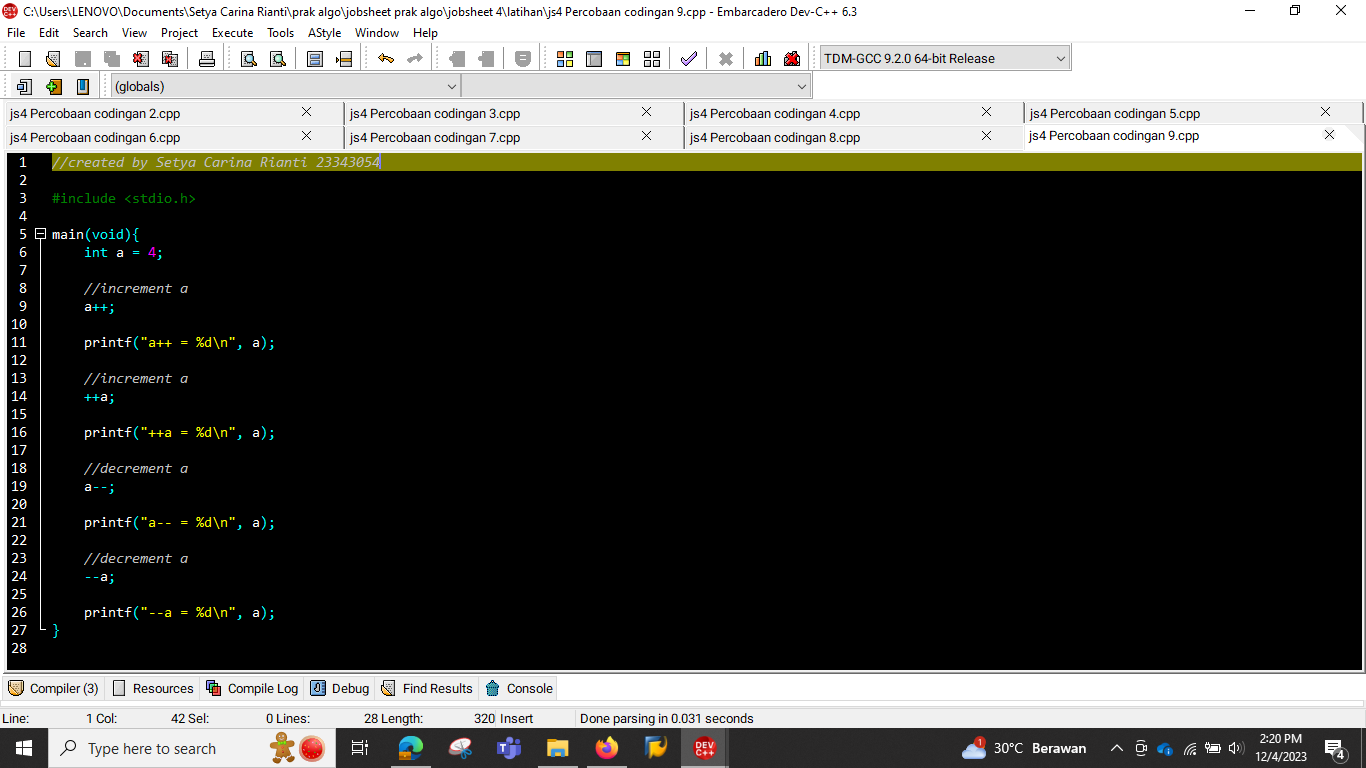 C:\Users\LENOVO\Documents\Setya Carina Rianti\prak algo\jobsheet prak algo\jobsheet 4\latihan\js4 Percobaan codingan 9.cpp - Embarcadero Dev-C++ 6.3
File Edit Search View Project Execute Tools AStyle Window Help
TDM-GCC 9.2.0 64-bit Release
(globals)
js4 Percobaan codingan 2.cpp js4 Percobaan codingan 3.cpp js4 Percobaan codingan 4.cpp js4 Percobaan codingan 5.cpp
js4 Percobaan codingan 6.cpp js4 Percobaan codingan 7.cpp js4 Percobaan codingan 8.cpp js4 Percobaan codingan 9.cpp
1 //created by Setya Carina Rianti 23343054
2
3 #include <stdio.h>
4
5 main(void){
6 int a = 4;
7
8 //increment a
9 a++;
10
11 printf("a++ = %d\n", a);
12
13 //increment a
14 ++a;
15
16 printf("++a = %d\n", a);
17
18 //decrement a
19 a--;
20
21 printf("a-- = %d\n", a);
22
23 //decrement a
24 --a;
25
26 printf("--a = %d\n", a);
27 }
28
Compiler (3) Resources Compile Log Debug Find Results Console
Line: 1 Col: 42 Sel: 0 Lines: 28 Length: 320 Insert Done parsing in 0.031 seconds
Type here to search DEV C++ 1 30°C Berawan 2:20 PM
12/4/2023 4